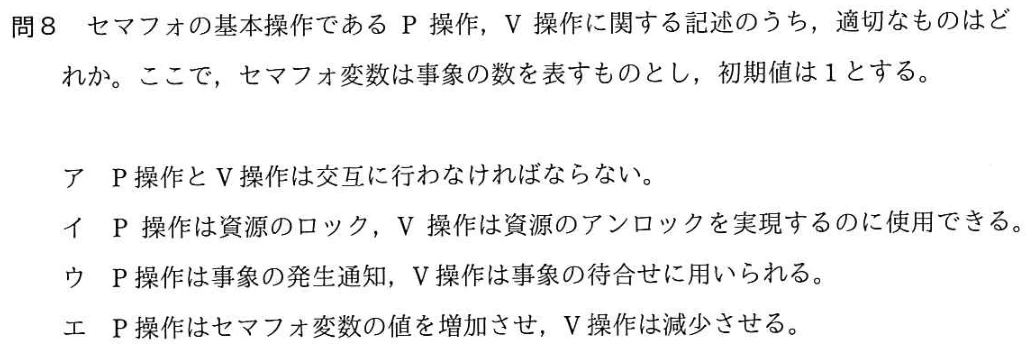 問8　セマフォの基本操作である P 操作，V 操作に関する記述のうち，適切なものはど
れか。ここで，セマフォ変数は事象の数を表すものとし，初期値は1とする。
ア　P 操作と V 操作は交互に行わなければならない。
イ　P 操作は資源のロック，V 操作は資源のアンロックを実現するのに使用できる。
ウ　P 操作は事象の発生通知，V 操作は事象の待合せに用いられる。
エ　P 操作はセマフォ変数の値を増加させ，V 操作は減少させる。